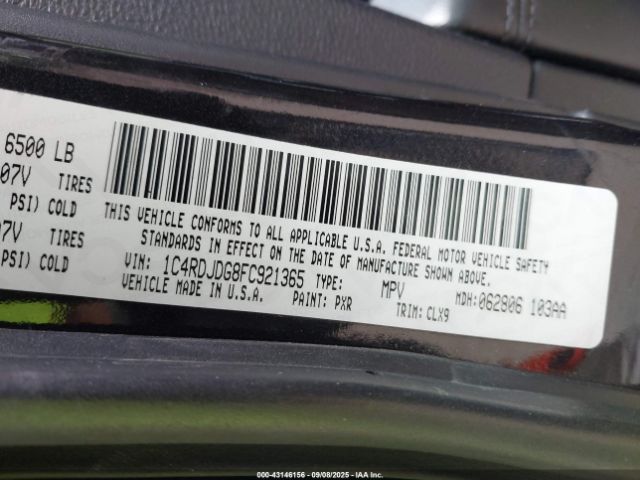 6500 LB
07V TIRES
PSI) COLD
07V TIRES
PSI) COLD
THIS VEHICLE CONFORMS TO ALL APPLICABLE U.S.A. FEDERAL MOTOR VEHICLE SAFETY
STANDARDS IN EFFECT ON THE DATE OF MANUFACTURE SHOWN ABOVE.
VIN: 1C4RDJDG8FC921365 TYPE: MPV MDH:062806 103AA
VEHICLE MADE IN U.S.A. PAINT: PXR TRIM: CLX9
000-43146156 - 09/08/2025 - IAA Inc.